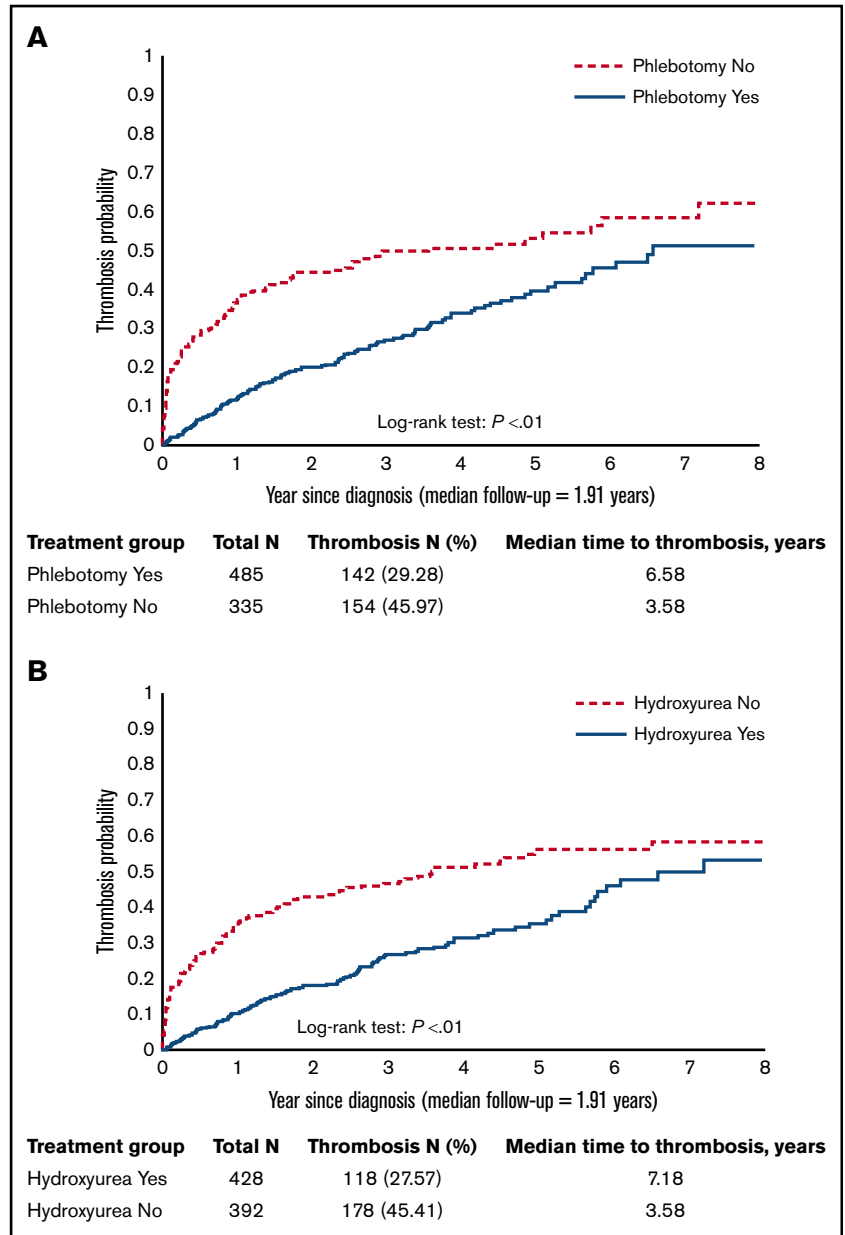 A
Phlebotomy No
Phlebotomy Yes
1
0.9
0.8
0.7
0.6
0.5
0.4
0.3
0.2
0.1
0
Thrombosis probability
Log-rank test: P <.01
0 1 2 3 4 5 6 7 8
Year since diagnosis (median follow-up = 1.91 years)
Treatment group Total N Thrombosis N (%) Median time to thrombosis, years
Phlebotomy Yes 485 142 (29.28) 6.58
Phlebotomy No 335 154 (45.97) 3.58
B
Hydroxyurea No
Hydroxyurea Yes
1
0.9
0.8
0.7
0.6
0.5
0.4
0.3
0.2
0.1
0
Thrombosis probability
Log-rank test: P <.01
0 1 2 3 4 5 6 7 8
Year since diagnosis (median follow-up = 1.91 years)
Treatment group Total N Thrombosis N (%) Median time to thrombosis, years
Hydroxyurea Yes 428 118 (27.57) 7.18
Hydroxyurea No 392 178 (45.41) 3.58